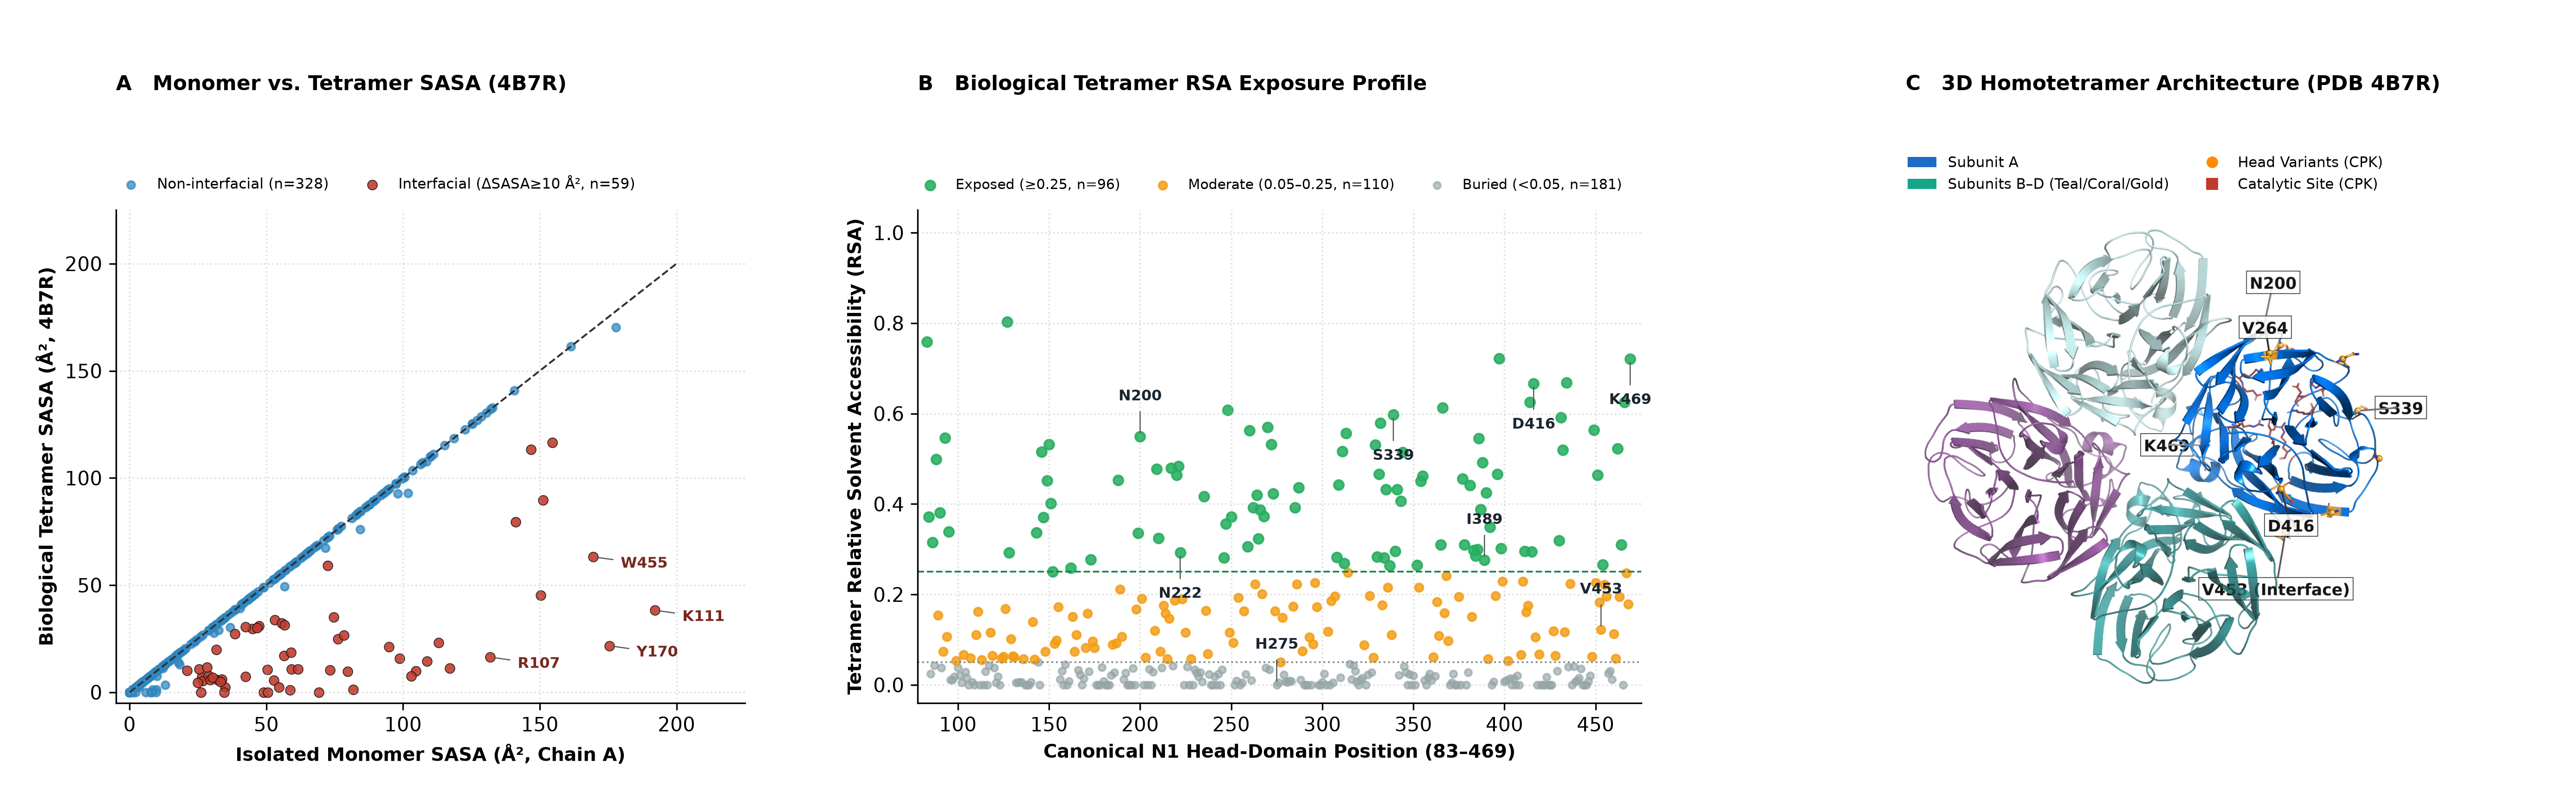 A Monomer vs. Tetramer SASA (4B7R)
Non-interfacial (n=328)
Interfacial (ΔSASA≥10 Å², n=59)
Biological Tetramer SASA (Å², 4B7R)
200
150
100
50
0
W455
K111
Y170
R107
0 50 100 150 200
Isolated Monomer SASA (Å², Chain A)
B Biological Tetramer RSA Exposure Profile
Exposed (≥0.25, n=96)
Moderate (0.05–0.25, n=110)
Buried (<0.05, n=181)
Tetramer Relative Solvent Accessibility (RSA)
1.0
0.8
0.6
0.4
0.2
0.0
N200
K469
D416
S339
I389
N222
V453
H275
100 150 200 250 300 350 400 450
Canonical N1 Head-Domain Position (83–469)
C 3D Homotetramer Architecture (PDB 4B7R)
Subunit A
Subunits B–D (Teal/Coral/Gold)
Head Variants (CPK)
Catalytic Site (CPK)
N200
V264
S339
K469
D416
V453 (Interface)